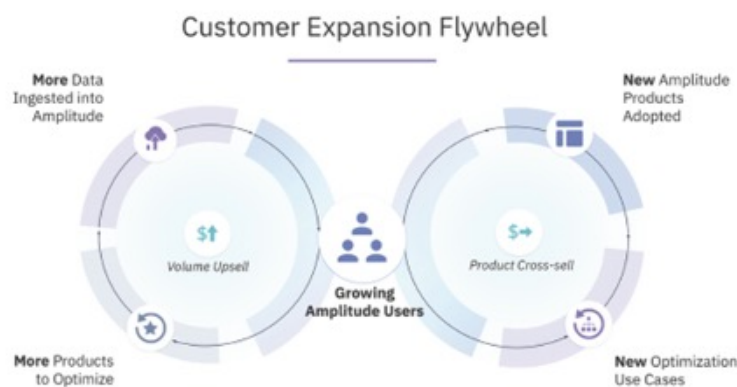 Customer Expansion Flywheel
More Data
Ingested into
Amplitude
New Amplitude
Products
Adopted
$
Volume Upsell
$
Product Cross-sell
Growing
Amplitude Users
More Products
to Optimize
New Optimization
Use Cases